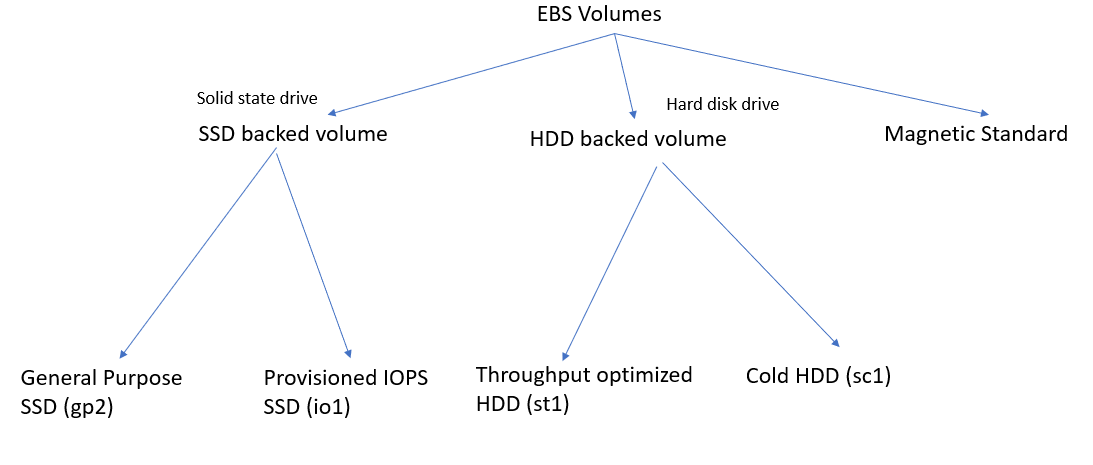 EBS Volumes
Solid state drive
Hard disk drive
SSD backed volume
HDD backed volume
Magnetic Standard
General Purpose
SSD (gp2)
Provisioned IOPS
SSD (io1)
Throughput optimized
HDD (st1)
Cold HDD (sc1)